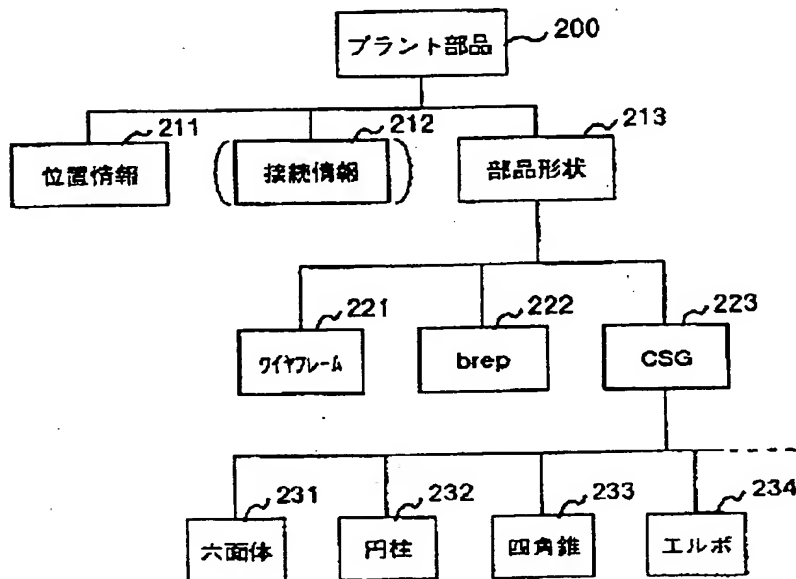 プラント部品 200
211 212 213
位置情報 (接続情報) 部品形状
221 222 223
ワイヤフレーム brep CSG
231 232 233 234
六面体 円柱 四角錐 エルボ